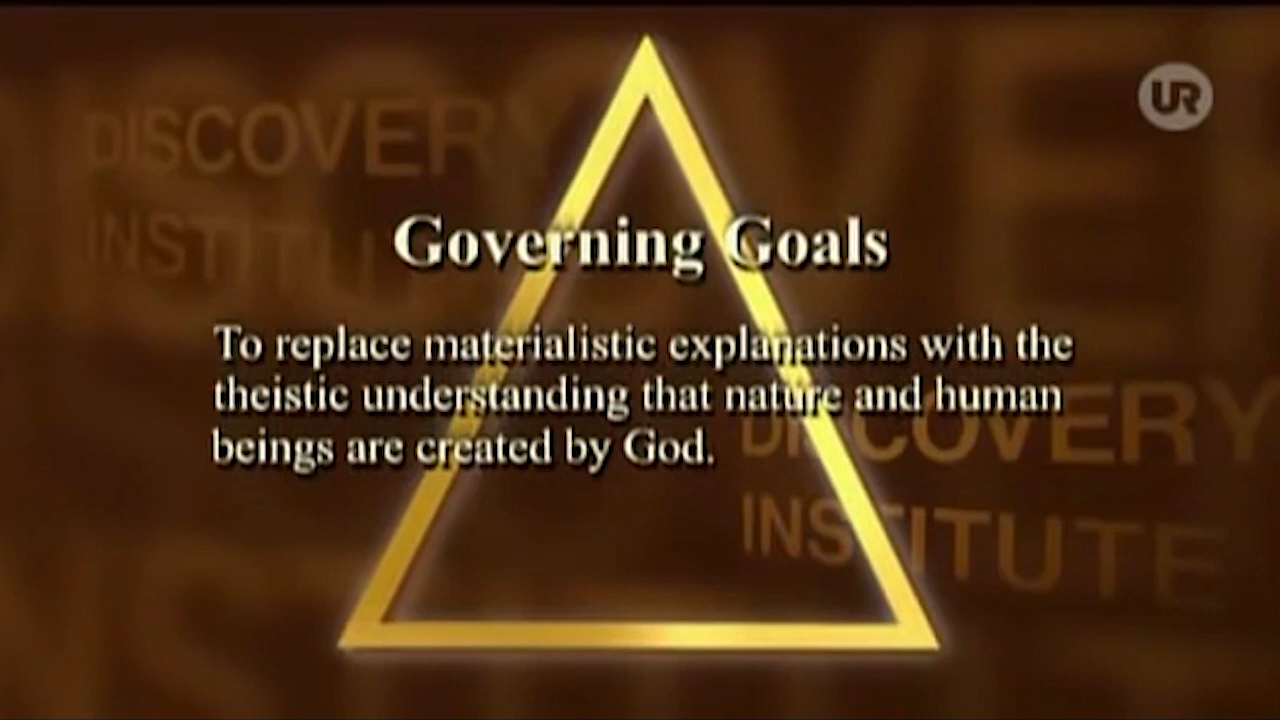 UR
DISCOVERY
INSTITU
Governing Goals
To replace materialistic explanations with the
theistic understanding that nature and human
beings are created by God.
DISCOVERY
INSTITUTE